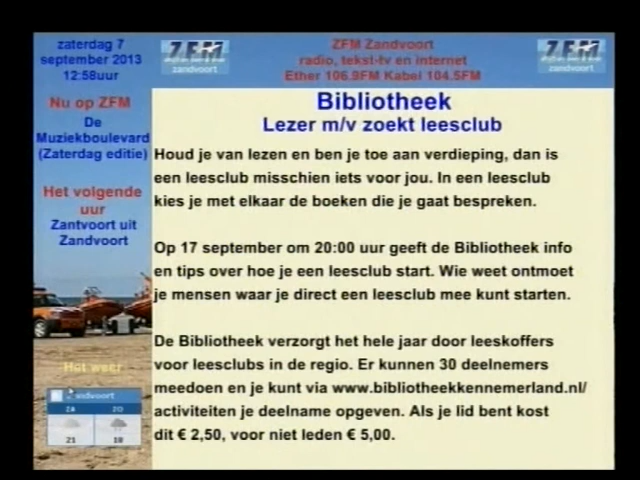 zaterdag 7
september 2013
12:58uur
ZFM
zandvoort
ZFM Zandvoort
radio, tekst-tv en internet
Ether 106.9FM Kabel 104.5FM
ZFM
zandvoort
Nu op ZFM
De
Muziekboulevard
(Zaterdag editie)
Het volgende
uur
Zantvoort uit
Zandvoort
Het weer
ZA ZO
21 18
Bibliotheek
Lezer m/v zoekt leesclub
Houd je van lezen en ben je toe aan verdieping, dan is
een leesclub misschien iets voor jou. In een leesclub
kies je met elkaar de boeken die je gaat bespreken.
Op 17 september om 20:00 uur geeft de Bibliotheek info
en tips over hoe je een leesclub start. Wie weet ontmoet
je mensen waar je direct een leesclub mee kunt starten.
De Bibliotheek verzorgt het hele jaar door leeskoffers
voor leesclubs in de regio. Er kunnen 30 deelnemers
meedoen en je kunt via www.bibliotheekkennemerland.nl/
activiteiten je deelname opgeven. Als je lid bent kost
dit € 2,50, voor niet leden € 5,00.